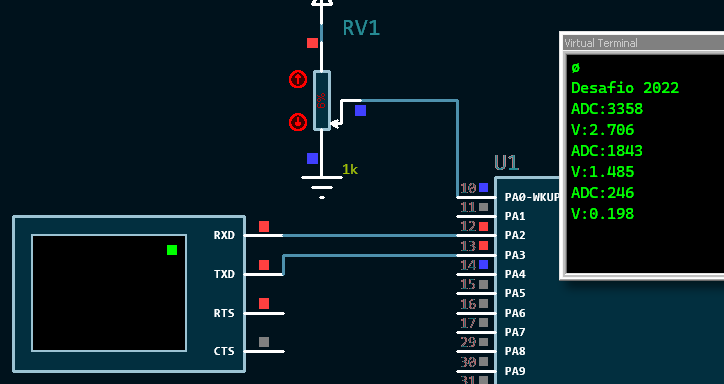 RV1
1k
RXD
TXD
RTS
CTS
U1
10 PA0-WKUP
11 PA1
12 PA2
13 PA3
14 PA4
15 PA5
16 PA6
17 PA7
29 PA8
30 PA9
31
Virtual Terminal
ø
Desafio 2022
ADC:3358
V:2.706
ADC:1843
V:1.485
ADC:246
V:0.198